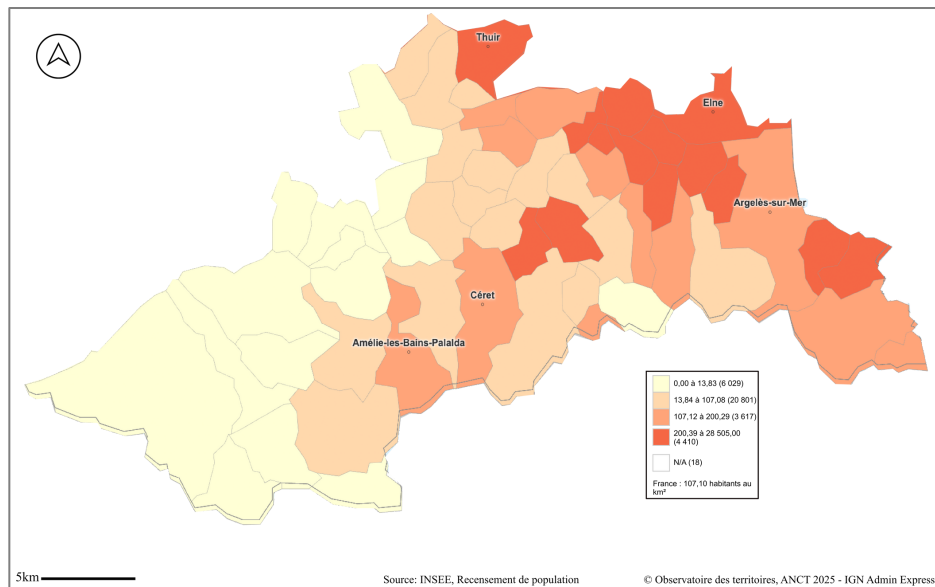 Thuir
Elne
Argelès-sur-Mer
Céret
Amélie-les-Bains-Palalda
0,00 à 13,83 (6 029)
13,84 à 107,08 (20 801)
107,12 à 200,29 (3 617)
200,39 à 28 505,00
(4 410)
N/A (18)
France : 107,10 habitants au
km²
5km
Source: INSEE, Recensement de population
© Observatoire des territoires, ANCT 2025 - IGN Admin Express